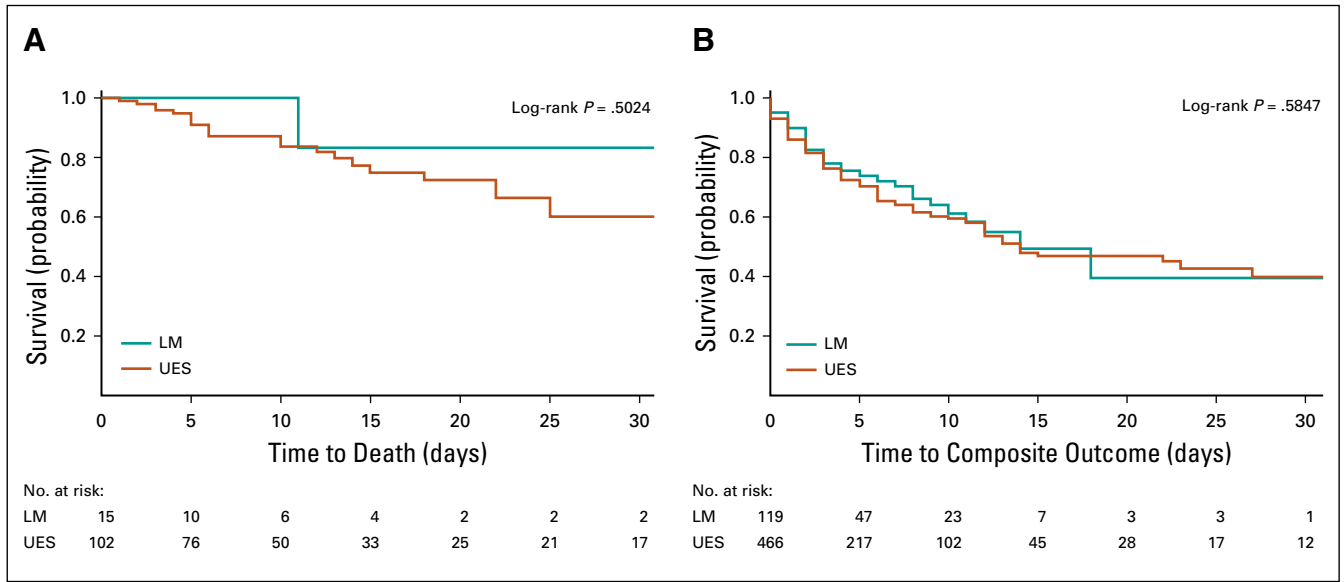 A
Survival (probability)
1.0
0.8
0.6
0.4
0.2
Log-rank P = .5024
LM
UES
0 5 10 15 20 25 30
Time to Death (days)
No. at risk:
LM 15 10 6 4 2 2 2
UES 102 76 50 33 25 21 17
B
Survival (probability)
1.0
0.8
0.6
0.4
0.2
Log-rank P = .5847
LM
UES
0 5 10 15 20 25 30
Time to Composite Outcome (days)
No. at risk:
LM 119 47 23 7 3 3 1
UES 466 217 102 45 28 17 12